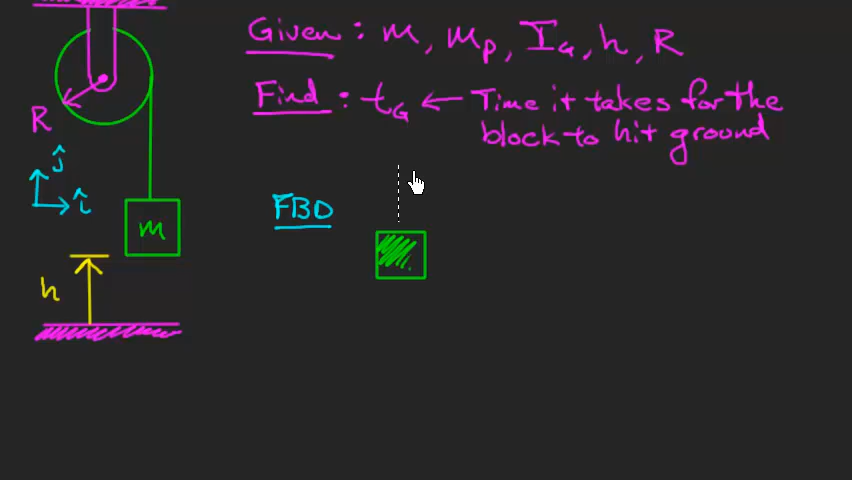 Given : m, mp, IG, h, R
Find : tG ← Time it takes for the
block to hit ground
R
ĵ
î
FBD
m
h